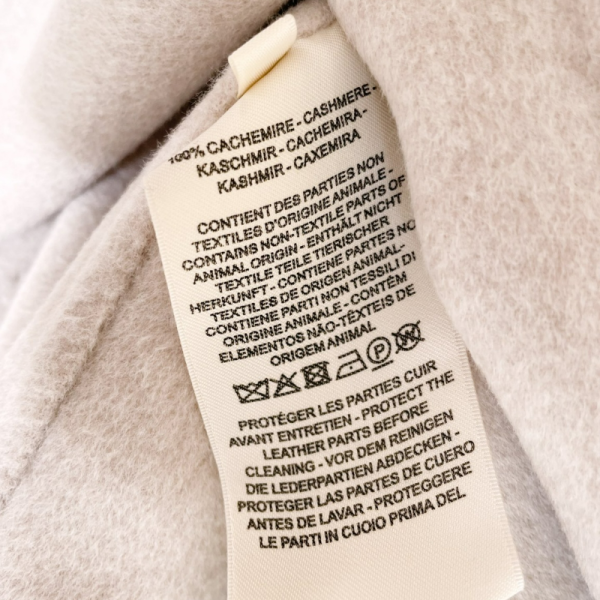 100% CACHEMIRE - CASHMERE -
KASCHMIR - CACHEMIRA -
KASHMIR - CAXEMIRA
CONTIENT DES PARTIES NON
TEXTILES D'ORIGINE ANIMALE -
CONTAINS NON-TEXTILE PARTS OF
ANIMAL ORIGIN - ENTHÄLT NICHT
TEXTILE TEILE TIERISCHER
HERKUNFT - CONTIENE PARTES NO
TEXTILES DE ORIGEN ANIMAL -
CONTIENE PARTI NON TESSILI DI
ORIGINE ANIMALE - CONTÉM
ELEMENTOS NÃO-TÊXTEIS DE
ORIGEM ANIMAL
P
PROTÉGER LES PARTIES CUIR
AVANT ENTRETIEN - PROTECT THE
LEATHER PARTS BEFORE
CLEANING - VOR DEM REINIGEN
DIE LEDERPARTIEN ABDECKEN -
PROTEGER LAS PARTES DE CUERO
ANTES DE LAVAR - PROTEGGERE
LE PARTI IN CUOIO PRIMA DEL